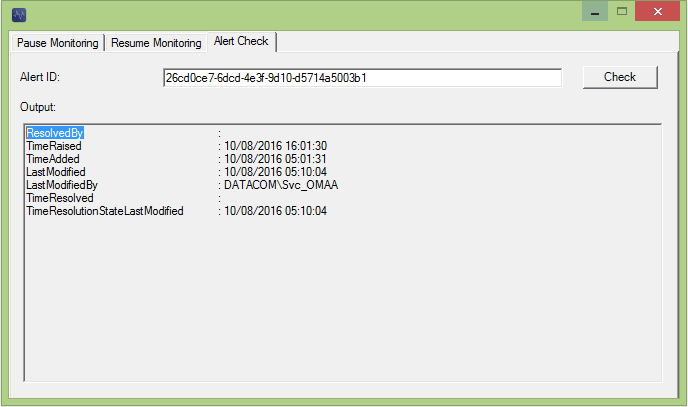 Pause Monitoring Resume Monitoring Alert Check
Alert ID: 26cd0ce7-6dcd-4e3f-9d10-d5714a5003b1 Check
Output:
ResolvedBy :
TimeRaised : 10/08/2016 16:01:30
TimeAdded : 10/08/2016 05:01:31
LastModified : 10/08/2016 05:10:04
LastModifiedBy : DATACOM\Svc_OMAA
TimeResolved :
TimeResolutionStateLastModified : 10/08/2016 05:10:04